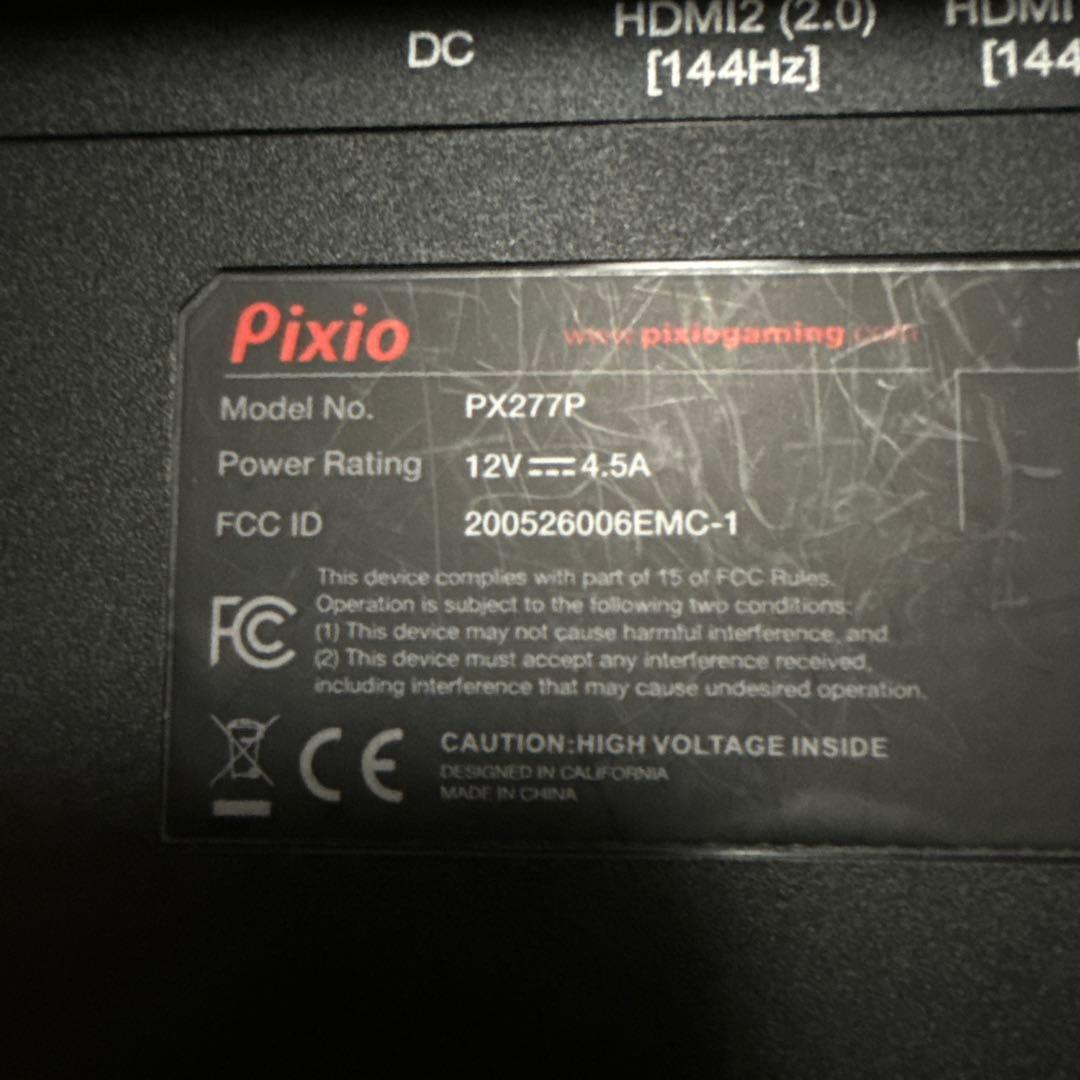 DC
HDMI2 (2.0)
[144Hz]
HDMI
[144
Pixio
www.pixiogaming.com
Model No. PX277P
Power Rating 12V⎓4.5A
FCC ID 200526006EMC-1
FC
This device complies with part of 15 of FCC Rules.
Operation is subject to the following two conditions:
(1) This device may not cause harmful interference, and
(2) This device must accept any interference received,
including interference that may cause undesired operation.
CE
CAUTION:HIGH VOLTAGE INSIDE
DESIGNED IN CALIFORNIA
MADE IN CHINA